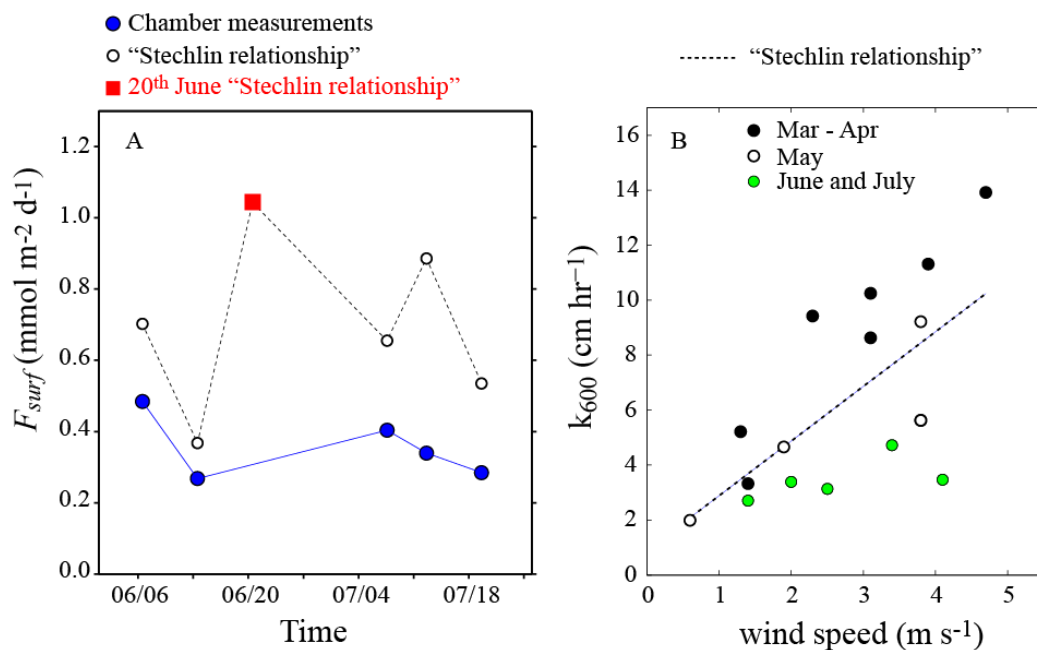 Chamber measurements
“Stechlin relationship”
20th June “Stechlin relationship”
A
1.2
1.0
0.8
0.6
0.4
0.2
0.0
F_surf (mmol m-2 d-1)
06/06 06/20 07/04 07/18
Time
“Stechlin relationship”
B
Mar - Apr
May
June and July
16
14
12
10
8
6
4
2
0
k600 (cm hr−1)
0 1 2 3 4 5
wind speed (m s-1)